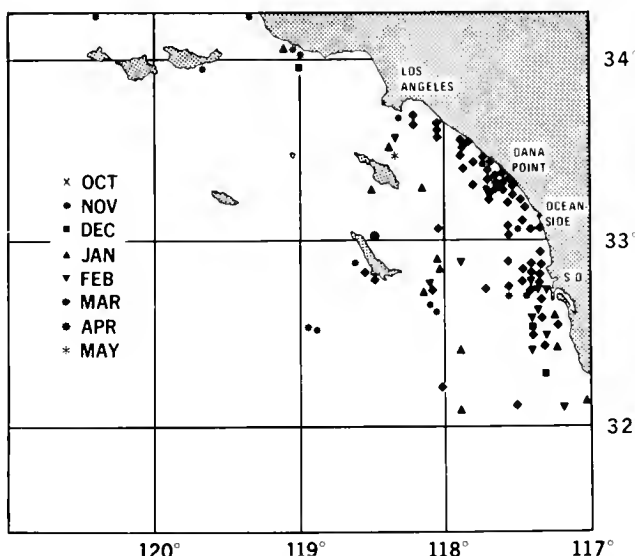 34°
LOS
ANGELES
DANA
POINT
× OCT
● NOV
■ DEC
▲ JAN
▼ FEB
◆ MAR
● APR
* MAY
OCEAN-
SIDE
33°
S D
32°
120° 119° 118° 117°